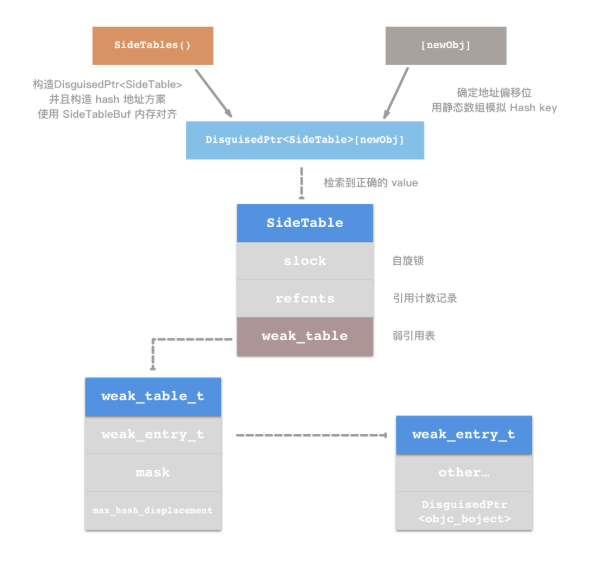 SideTables()
[newObj]
构造DisguisedPtr<SideTable>
并且构造 hash 地址方案
使用 SideTableBuf 内存对齐
确定地址偏移位
用静态数组模拟 Hash key
DisguisedPtr<SideTable>[newObj]
检索到正确的 value
SideTable
slock
自旋锁
refcnts
引用计数记录
weak_table
弱引用表
weak_table_t
weak_entry_t
mask
max_hash_displacement
weak_entry_t
other…
DisguisedPtr
<objc_boject>